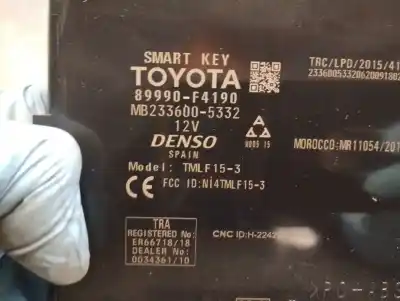 SMART KEY
TOYOTA
89990-F4190
MB233600-5332
12V
DENSO
SPAIN
Model: TMLF15-3
CE FCC ID:Ni4TMLF15-3
TRA
REGISTERED No:
ER66718/18
DEALER No:
0034361/10
TRC/LPD/2015/41
MOROCCO:MR11054/201
CNC ID:H-2242